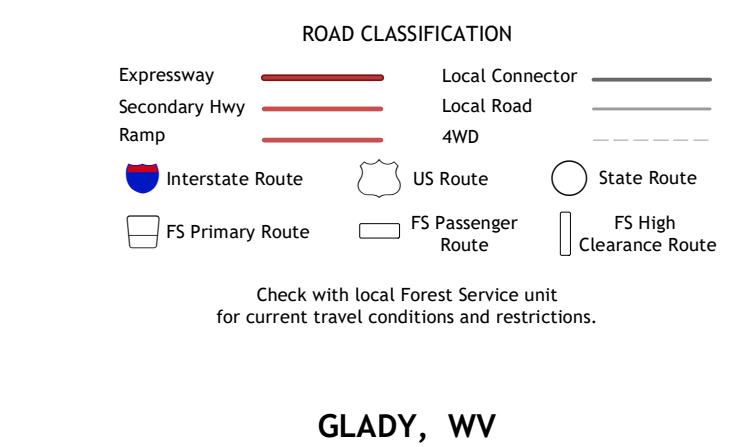 ROAD CLASSIFICATION
Expressway
Local Connector
Secondary Hwy
Local Road
Ramp
4WD
Interstate Route
US Route
State Route
FS Primary Route
FS Passenger
Route
FS High
Clearance Route
Check with local Forest Service unit
for current travel conditions and restrictions.
GLADY, WV